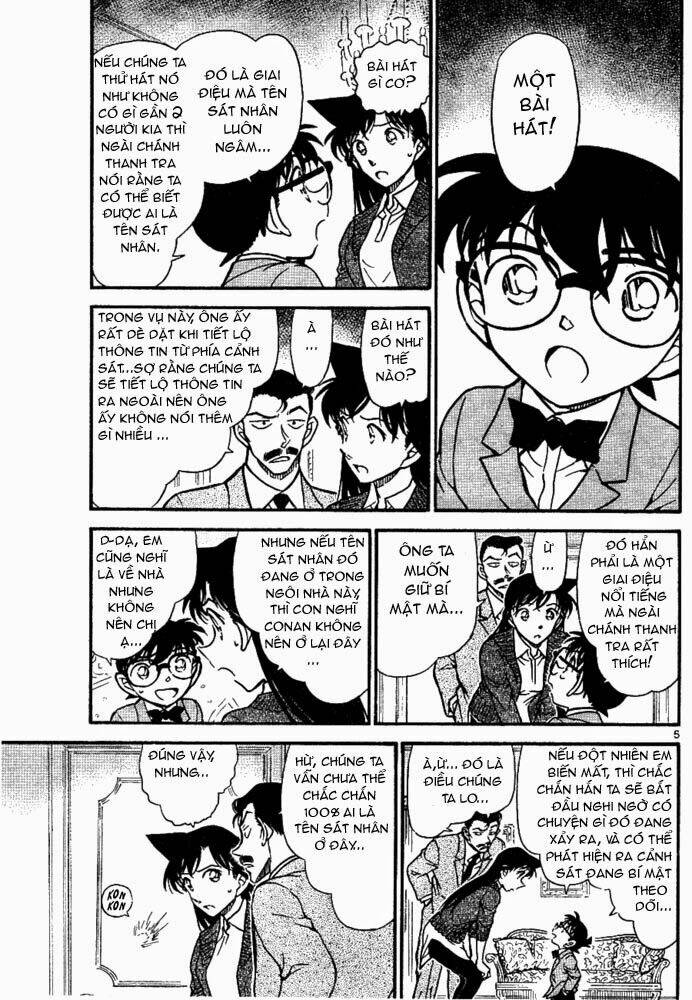 MỘT
BÀI
HÁT!
BÀI HÁT
GÌ CƠ?
ĐÓ LÀ GIAI
ĐIỆU MÀ TÊN
SÁT NHÂN
LUÔN
NGÂM...
NẾU CHÚNG TA
THỬ HÁT NÓ
NHƯ KHÔNG
CÓ GÌ GẦN 2
NGƯỜI KIA THÌ
NGÀI CHÁNH
THANH TRA
NÓI RẰNG TA
CÓ THỂ BIẾT
ĐƯỢC AI LÀ
TÊN SÁT
NHÂN.
BÀI HÁT
ĐÓ NHƯ
THẾ
NÀO?
À
...
TRONG VỤ NÀY, ÔNG ẤY
RẤT DÈ DẶT KHI TIẾT LỘ
THÔNG TIN TỪ PHÍA CẢNH
SÁT...SỢ RẰNG CHÚNG TA
SẼ TIẾT LỘ THÔNG TIN
RA NGOÀI NÊN ÔNG
ẤY KHÔNG NÓI THÊM
GÌ NHIỀU ...
ĐÓ HẲN
PHẢI LÀ MỘT
GIAI ĐIỆU
NỔI TIẾNG
MÀ NGÀI
CHÁNH THANH
TRA RẤT
THÍCH!
Ừ
...
ÔNG TA
MUỐN
GIỮ BÍ
MẬT MÀ...
NHƯNG NẾU TÊN
SÁT NHÂN ĐÓ
ĐANG Ở TRONG
NGÔI NHÀ NÀY,
THÌ CON NGHĨ
CONAN KHÔNG
NÊN Ở LẠI ĐÂY
...
D-DẠ, EM
CŨNG NGHĨ
LÀ VỀ NHÀ
NHƯNG
KHÔNG
NÊN CHỊ
Ạ...
5
NẾU ĐỘT NHIÊN EM
BIẾN MẤT, THÌ CHẮC
CHẮN HẮN TA SẼ BẮT
ĐẦU NGHI NGỜ CÓ
CHUYỆN GÌ ĐÓ ĐANG
XẢY RA, VÀ CÓ THỂ
PHÁT HIỆN RA CẢNH
SÁT ĐANG BÍ MẬT
THEO
DÕI...
À,Ừ... ĐÓ LÀ
ĐIỀU CHÚNG
TA LO...
HỪ, CHÚNG TA
VẪN CHƯA THỂ
CHẮC CHẮN
100% AI LÀ
TÊN SÁT NHÂN
Ở ĐÂY..
ĐÚNG VẬY,
NHƯNG...
KON
KON